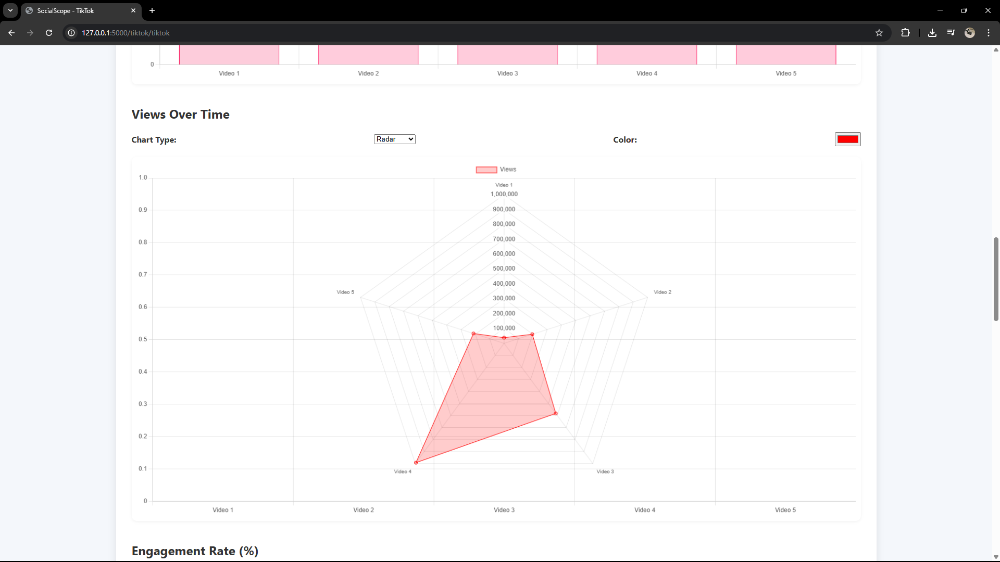 SocialScope - TikTok
127.0.0.1:5000/tiktok/tiktok
0
Video 1 Video 2 Video 3 Video 4 Video 5
Views Over Time
Chart Type: Radar Color:
Views
1.0
Video 1
1,000,000
0.9 900,000
800,000
0.8 700,000
600,000
0.7 500,000
400,000
Video 5 Video 2
0.6 300,000
200,000
100,000
0.5
0.4
0.3
0.2
0.1
Video 4 Video 3
0
Video 1 Video 2 Video 3 Video 4 Video 5
Engagement Rate (%)